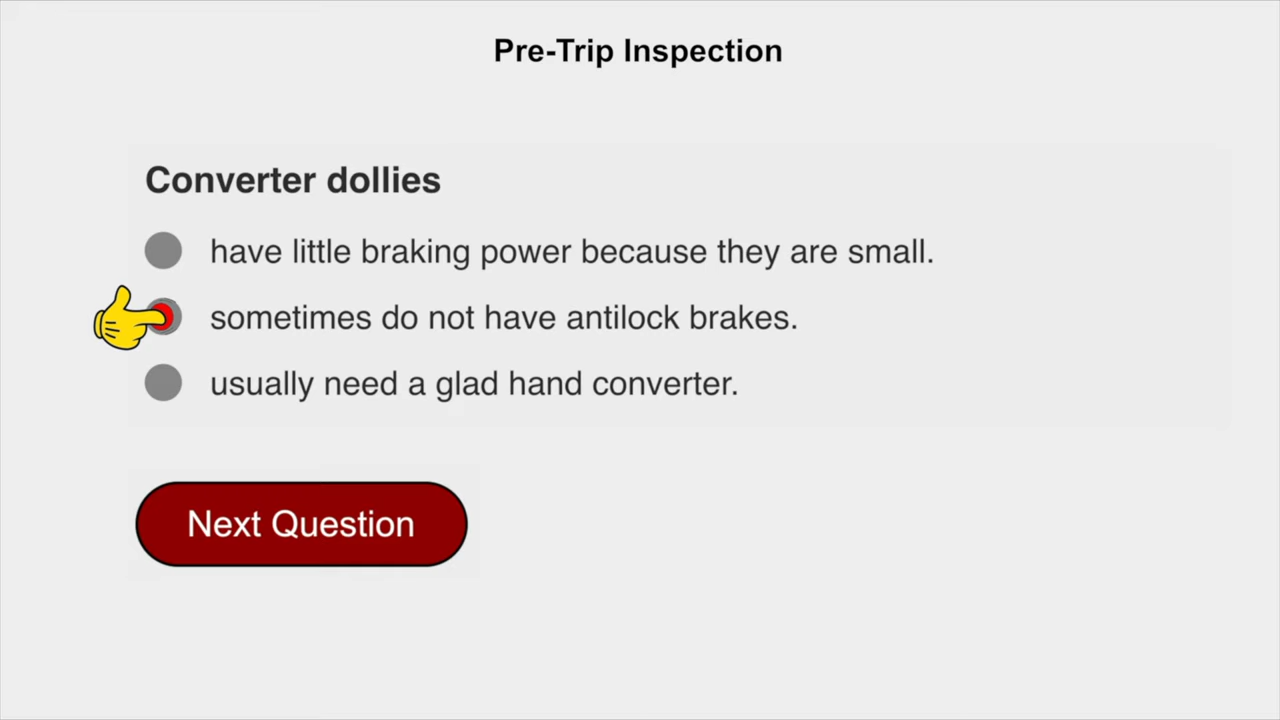 Pre-Trip Inspection
Converter dollies
have little braking power because they are small.
sometimes do not have antilock brakes.
usually need a glad hand converter.
Next Question